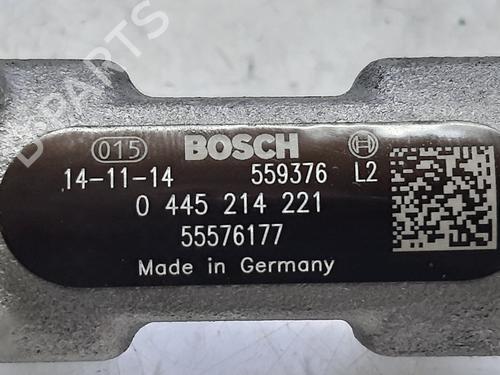 015 BOSCH
14-11-14 559376 L2
0 445 214 221
55576177
Made in Germany